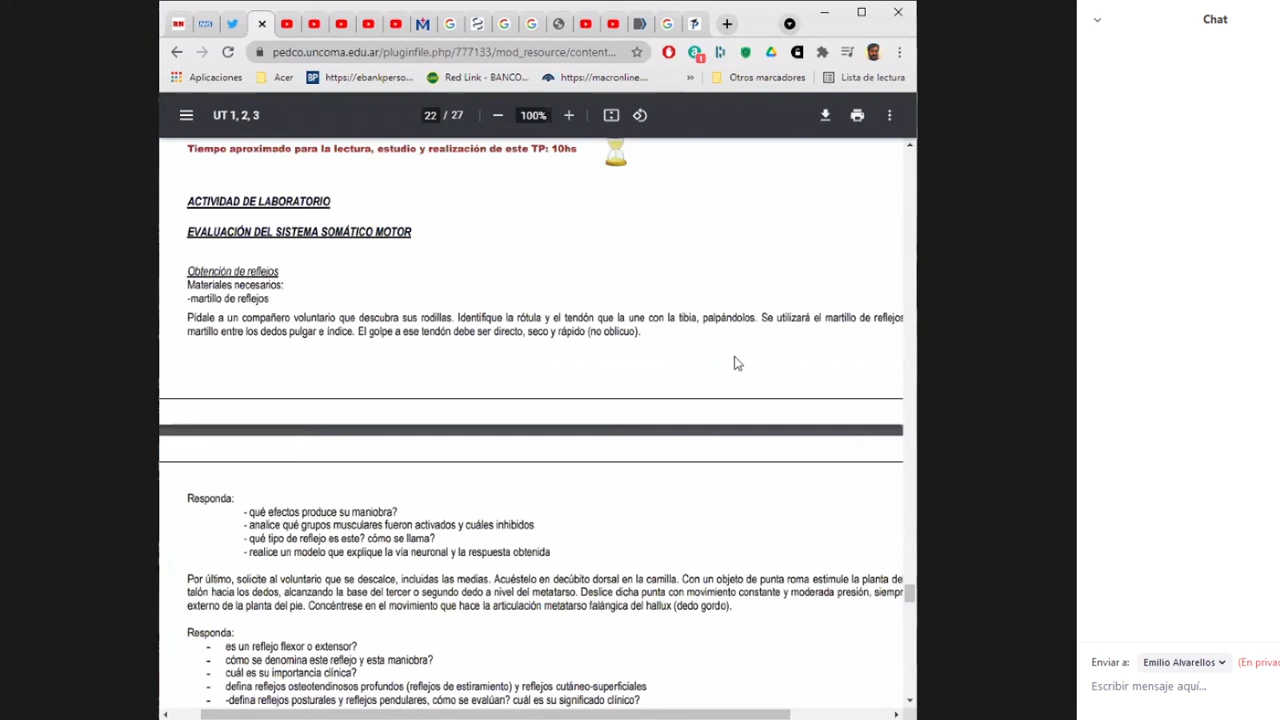 Chat
pedco.uncoma.edu.ar/pluginfile.php/777133/mod_resource/content...
Aplicaciones
Acer
https://ebankperso...
Red Link - BANCO...
https://macronline...
»
Otros marcadores
Lista de lectura
UT 1, 2, 3
22 / 27
100%
Tiempo aproximado para la lectura, estudio y realización de este TP: 10hs
ACTIVIDAD DE LABORATORIO
EVALUACIÓN DEL SISTEMA SOMÁTICO MOTOR
Obtención de reflejos
Materiales necesarios:
-martillo de reflejos
Pídale a un compañero voluntario que descubra sus rodillas. Identifique la rótula y el tendón que la une con la tibia, palpándolos. Se utilizará el martillo de reflejos
martillo entre los dedos pulgar e índice. El golpe a ese tendón debe ser directo, seco y rápido (no oblicuo).
Responda:
- qué efectos produce su maniobra?
- analice qué grupos musculares fueron activados y cuáles inhibidos
- qué tipo de reflejo es este? cómo se llama?
- realice un modelo que explique la vía neuronal y la respuesta obtenida
Por último, solicite al voluntario que se descalce, incluidas las medias. Acuéstelo en decúbito dorsal en la camilla. Con un objeto de punta roma estimule la planta de
talón hacia los dedos, alcanzando la base del tercer o segundo dedo a nivel del metatarso. Deslice dicha punta con movimiento constante y moderada presión, siempr
externo de la planta del pie. Concéntrese en el movimiento que hace la articulación metatarso falángica del hallux (dedo gordo).
Responda:
- es un reflejo flexor o extensor?
- cómo se denomina este reflejo y esta maniobra?
- cuál es su importancia clínica?
- defina reflejos osteotendinosos profundos (reflejos de estiramiento) y reflejos cutáneo-superficiales
- -defina reflejos posturales y reflejos pendulares, cómo se evalúan? cuál es su significado clínico?
Enviar a: Emilio Alvarellos (En privac
Escribir mensaje aquí...